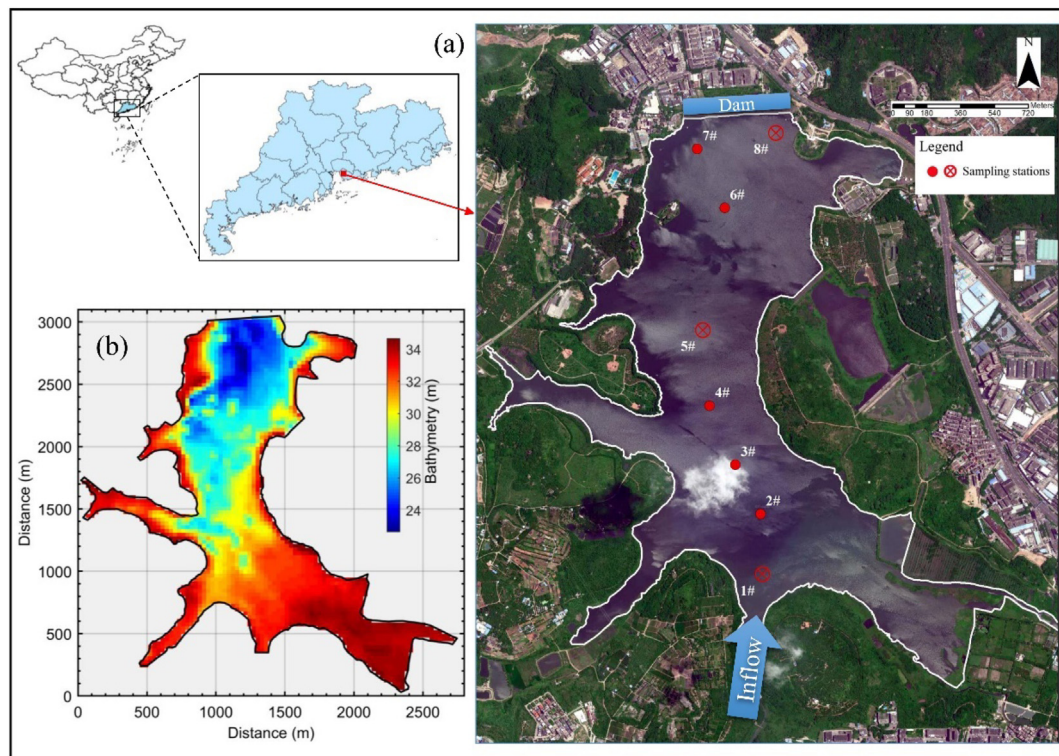 (a)
Dam
N
Meters
0 90 180 360 540 720
Legend
Sampling stations
7#
8#
6#
5#
4#
3#
2#
1#
Inflow
(b)
3000
2500
2000
1500
1000
500
0
Distance (m)
0 500 1000 1500 2000 2500
Distance (m)
34
32
30
28
26
24
Bathymetry (m)